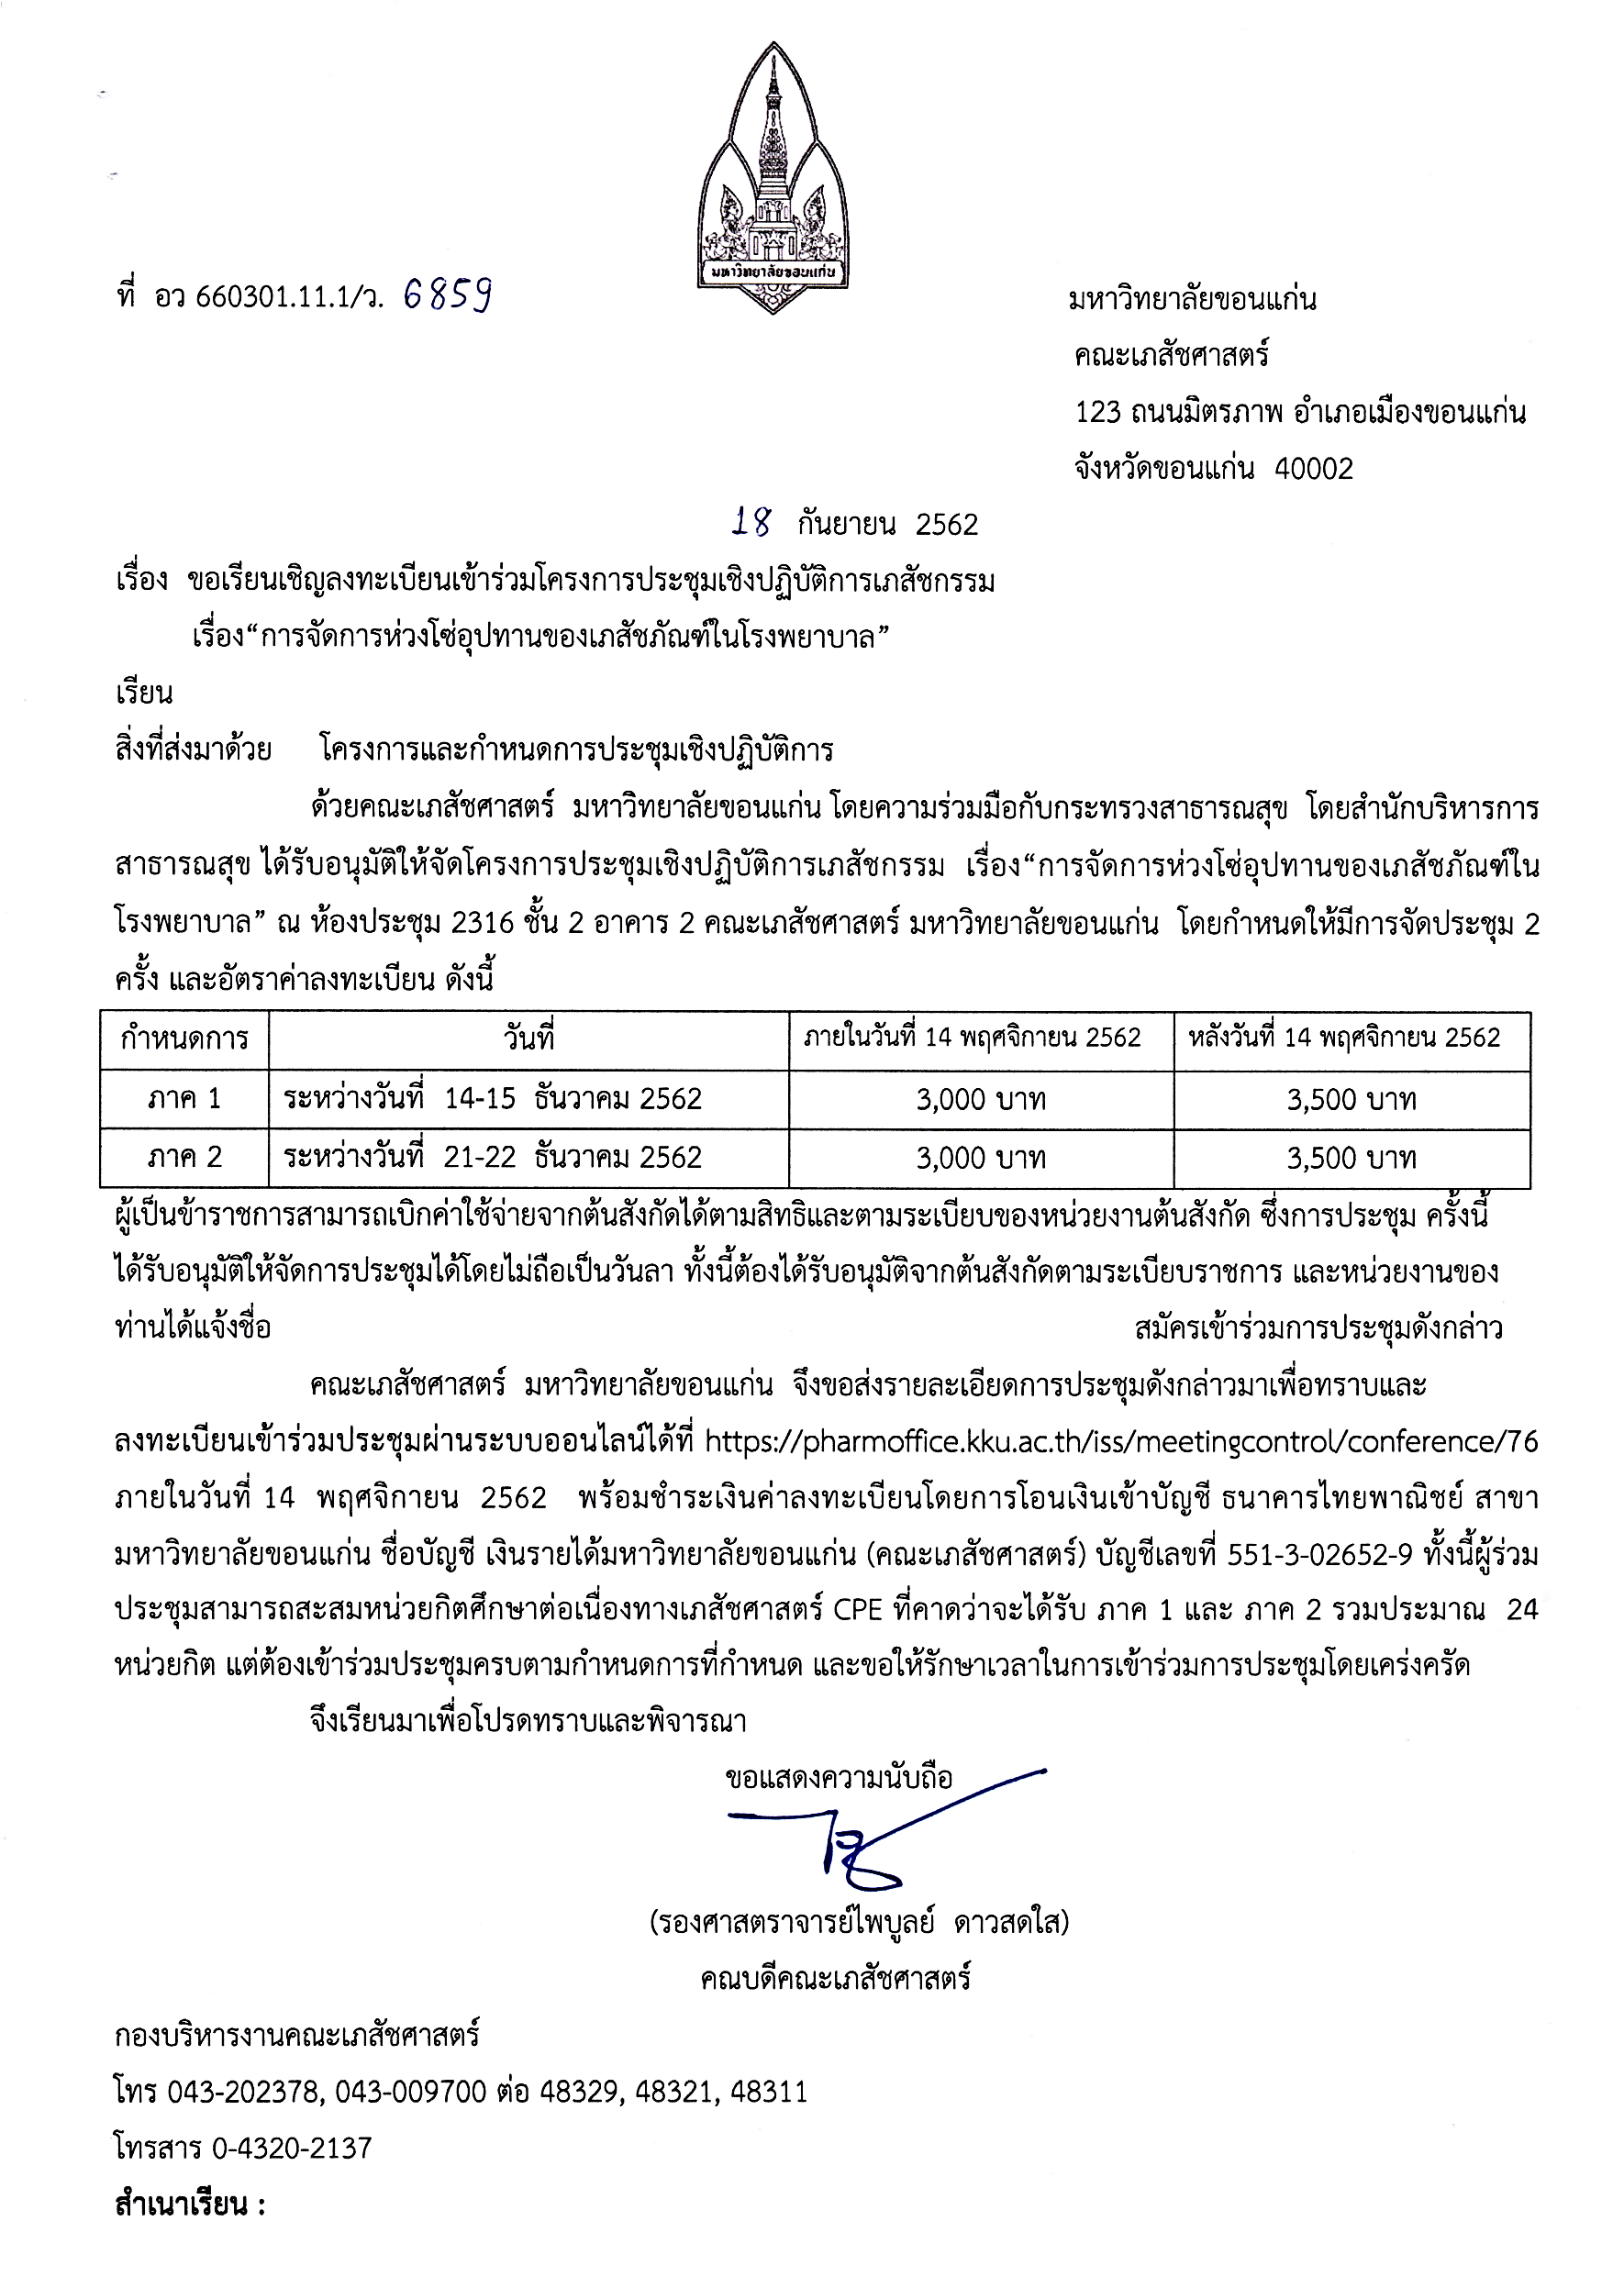 มหาวิทยาลัยขอนแก่น
ที่ อว 660301.11.1/ว. 6859
มหาวิทยาลัยขอนแก่น
คณะเภสัชศาสตร์
123 ถนนมิตรภาพ อำเภอเมืองขอนแก่น
จังหวัดขอนแก่น 40002
18 กันยายน 2562
เรื่อง ขอเรียนเชิญลงทะเบียนเข้าร่วมโครงการประชุมเชิงปฏิบัติการเภสัชกรรม
เรื่อง“การจัดการห่วงโซ่อุปทานของเภสัชภัณฑ์ในโรงพยาบาล”
เรียน
สิ่งที่ส่งมาด้วย โครงการและกำหนดการประชุมเชิงปฏิบัติการ
ด้วยคณะเภสัชศาสตร์ มหาวิทยาลัยขอนแก่น โดยความร่วมมือกับกระทรวงสาธารณสุข โดยสำนักบริหารการ
สาธารณสุข ได้รับอนุมัติให้จัดโครงการประชุมเชิงปฏิบัติการเภสัชกรรม เรื่อง“การจัดการห่วงโซ่อุปทานของเภสัชภัณฑ์ใน
โรงพยาบาล” ณ ห้องประชุม 2316 ชั้น 2 อาคาร 2 คณะเภสัชศาสตร์ มหาวิทยาลัยขอนแก่น โดยกำหนดให้มีการจัดประชุม 2
ครั้ง และอัตราค่าลงทะเบียน ดังนี้
กำหนดการ วันที่ ภายในวันที่ 14 พฤศจิกายน 2562 หลังวันที่ 14 พฤศจิกายน 2562
ภาค 1 ระหว่างวันที่ 14-15 ธันวาคม 2562 3,000 บาท 3,500 บาท
ภาค 2 ระหว่างวันที่ 21-22 ธันวาคม 2562 3,000 บาท 3,500 บาท
ผู้เป็นข้าราชการสามารถเบิกค่าใช้จ่ายจากต้นสังกัดได้ตามสิทธิและตามระเบียบของหน่วยงานต้นสังกัด ซึ่งการประชุม ครั้งนี้
ได้รับอนุมัติให้จัดการประชุมได้โดยไม่ถือเป็นวันลา ทั้งนี้ต้องได้รับอนุมัติจากต้นสังกัดตามระเบียบราชการ และหน่วยงานของ
ท่านได้แจ้งชื่อ สมัครเข้าร่วมการประชุมดังกล่าว
คณะเภสัชศาสตร์ มหาวิทยาลัยขอนแก่น จึงขอส่งรายละเอียดการประชุมดังกล่าวมาเพื่อทราบและ
ลงทะเบียนเข้าร่วมประชุมผ่านระบบออนไลน์ได้ที่ https://pharmoffice.kku.ac.th/iss/meetingcontrol/conference/76
ภายในวันที่ 14 พฤศจิกายน 2562 พร้อมชำระเงินค่าลงทะเบียนโดยการโอนเงินเข้าบัญชี ธนาคารไทยพาณิชย์ สาขา
มหาวิทยาลัยขอนแก่น ชื่อบัญชี เงินรายได้มหาวิทยาลัยขอนแก่น (คณะเภสัชศาสตร์) บัญชีเลขที่ 551-3-02652-9 ทั้งนี้ผู้ร่วม
ประชุมสามารถสะสมหน่วยกิตศึกษาต่อเนื่องทางเภสัชศาสตร์ CPE ที่คาดว่าจะได้รับ ภาค 1 และ ภาค 2 รวมประมาณ 24
หน่วยกิต แต่ต้องเข้าร่วมประชุมครบตามกำหนดการที่กำหนด และขอให้รักษาเวลาในการเข้าร่วมการประชุมโดยเคร่งครัด
จึงเรียนมาเพื่อโปรดทราบและพิจารณา
ขอแสดงความนับถือ
(รองศาสตราจารย์ไพบูลย์ ดาวสดใส)
คณบดีคณะเภสัชศาสตร์
กองบริหารงานคณะเภสัชศาสตร์
โทร 043-202378, 043-009700 ต่อ 48329, 48321, 48311
โทรสาร 0-4320-2137
สำเนาเรียน :